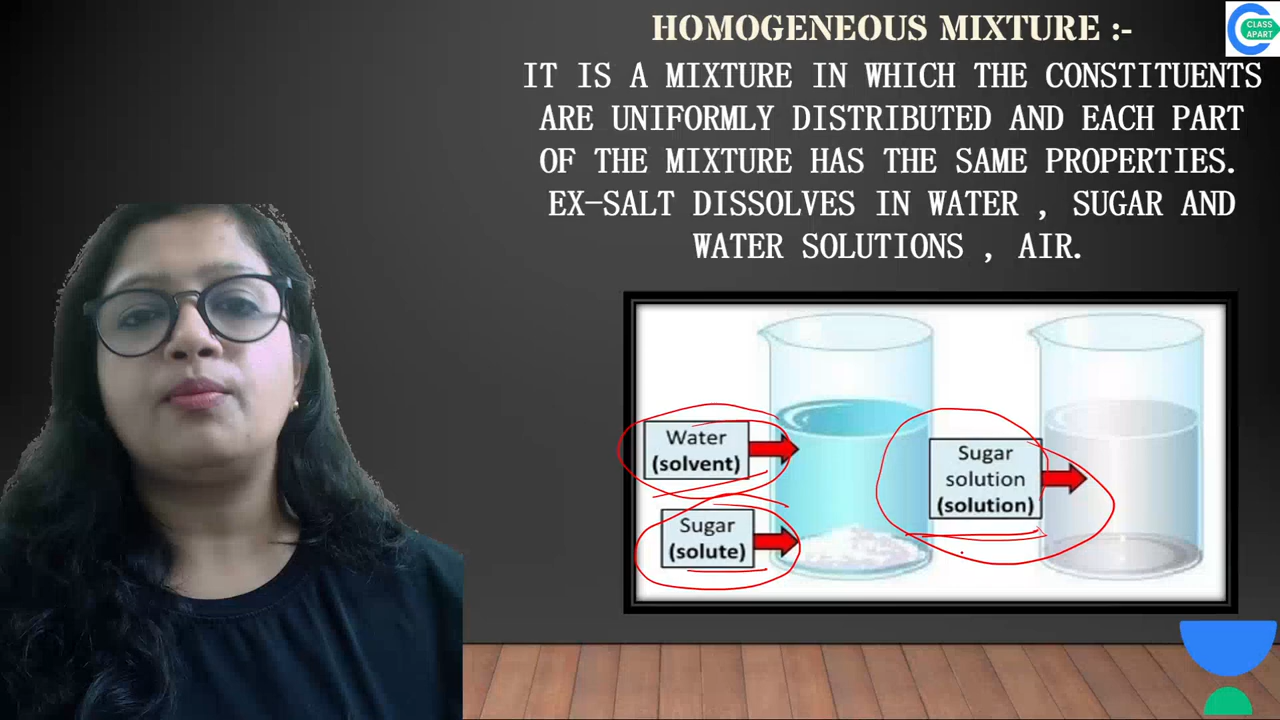 HOMOGENEOUS MIXTURE :-
IT IS A MIXTURE IN WHICH THE CONSTITUENTS
ARE UNIFORMLY DISTRIBUTED AND EACH PART
OF THE MIXTURE HAS THE SAME PROPERTIES.
EX-SALT DISSOLVES IN WATER , SUGAR AND
WATER SOLUTIONS , AIR.
Water
(solvent)
Sugar
(solute)
Sugar
solution
(solution)
CLASS
APART